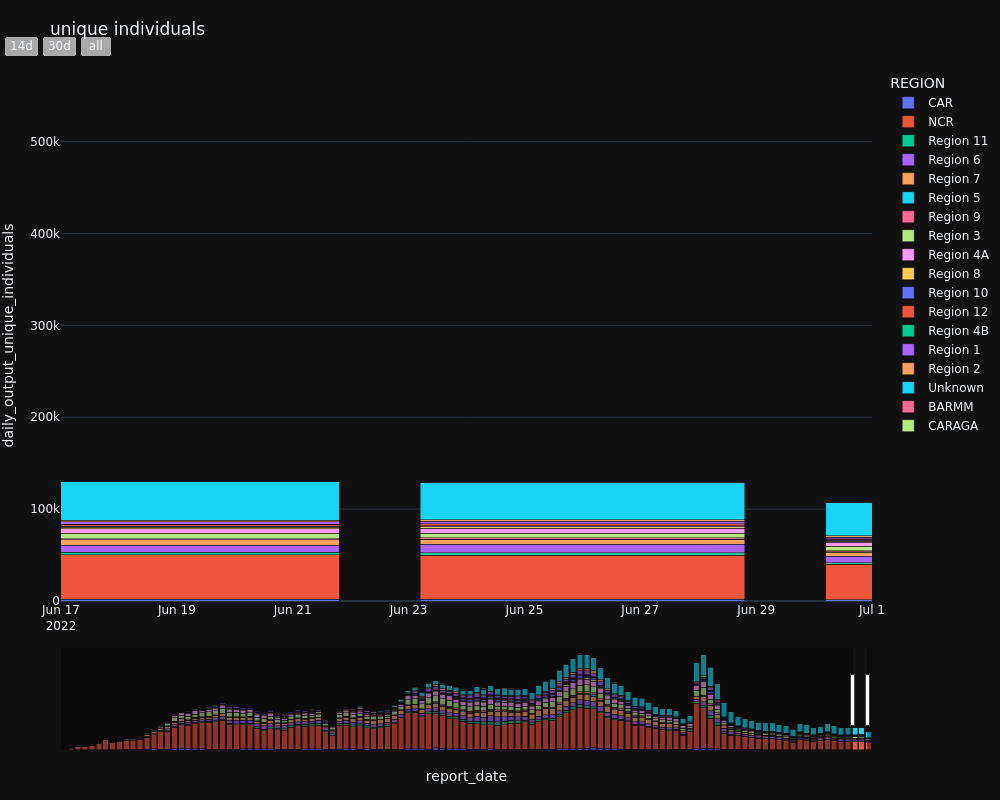 unique individuals
14d 30d all
REGION
CAR
NCR
Region 11
Region 6
Region 7
Region 5
Region 9
Region 3
Region 4A
Region 8
Region 10
Region 12
Region 4B
Region 1
Region 2
Unknown
BARMM
CARAGA
daily_output_unique_individuals
500k
400k
300k
200k
100k
0
Jun 17 Jun 19 Jun 21 Jun 23 Jun 25 Jun 27 Jun 29 Jul 1
2022
report_date